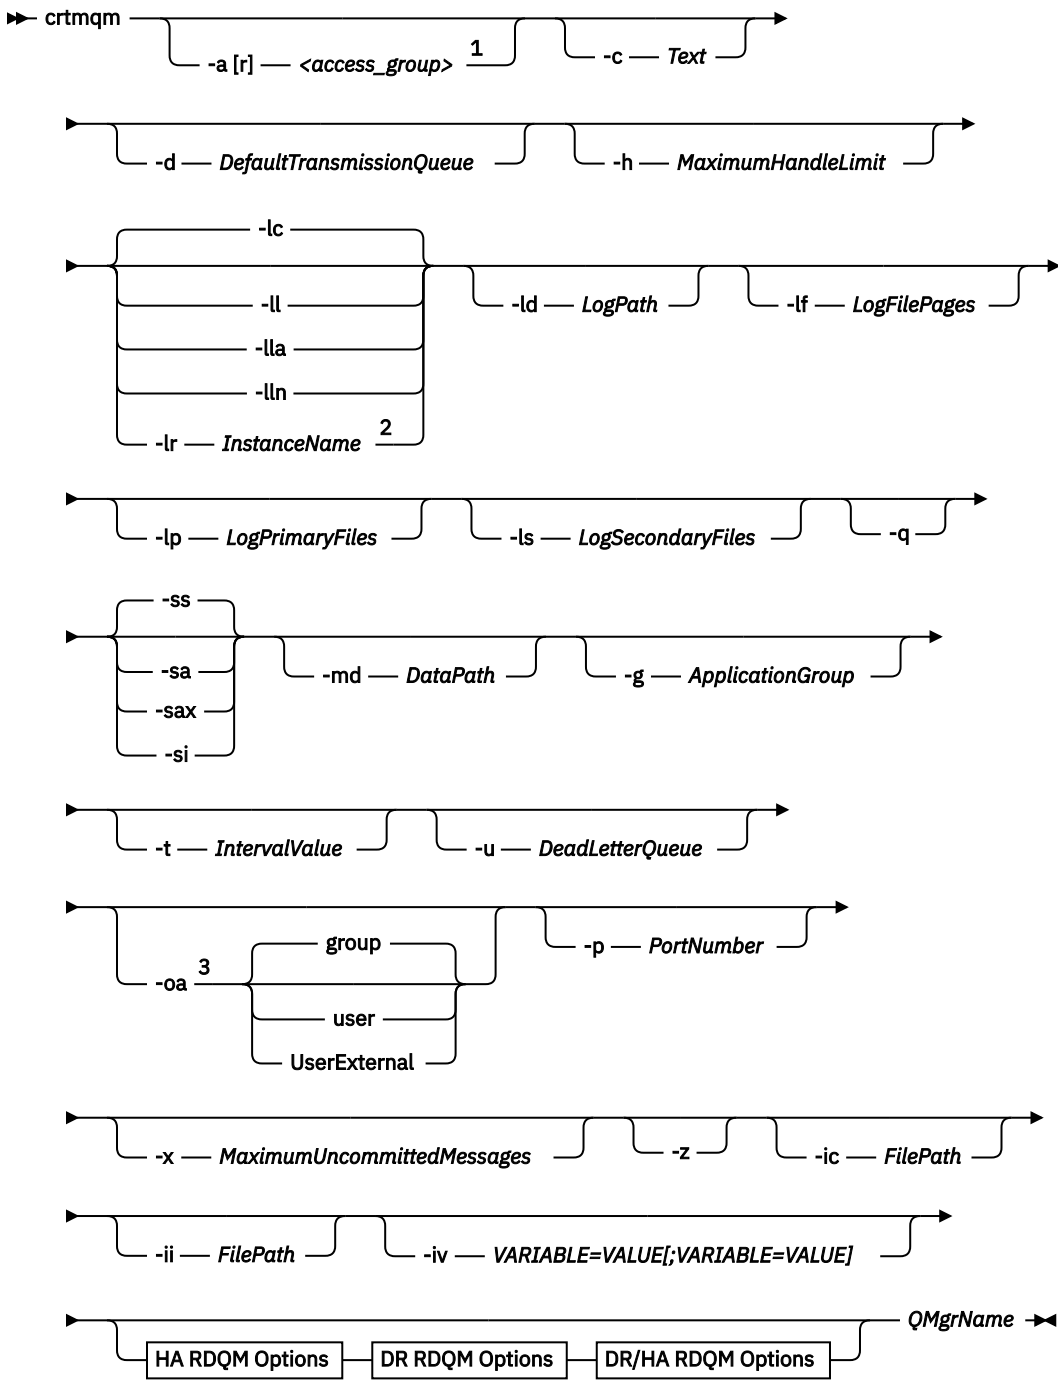 crtmqm
-a [r] <access_group> 1
-c Text
-d DefaultTransmissionQueue
-h MaximumHandleLimit
-lc
-ll
-lla
-lln
-lr InstanceName 2
-ld LogPath
-lf LogFilePages
-lp LogPrimaryFiles
-ls LogSecondaryFiles
-q
-ss
-sa
-sax
-si
-md DataPath
-g ApplicationGroup
-t IntervalValue
-u DeadLetterQueue
-oa 3
group
user
UserExternal
-p PortNumber
-x MaximumUncommittedMessages
-z
-ic FilePath
-ii FilePath
-iv VARIABLE=VALUE[;VARIABLE=VALUE]
HA RDQM Options
DR RDQM Options
DR/HA RDQM Options
QMgrName